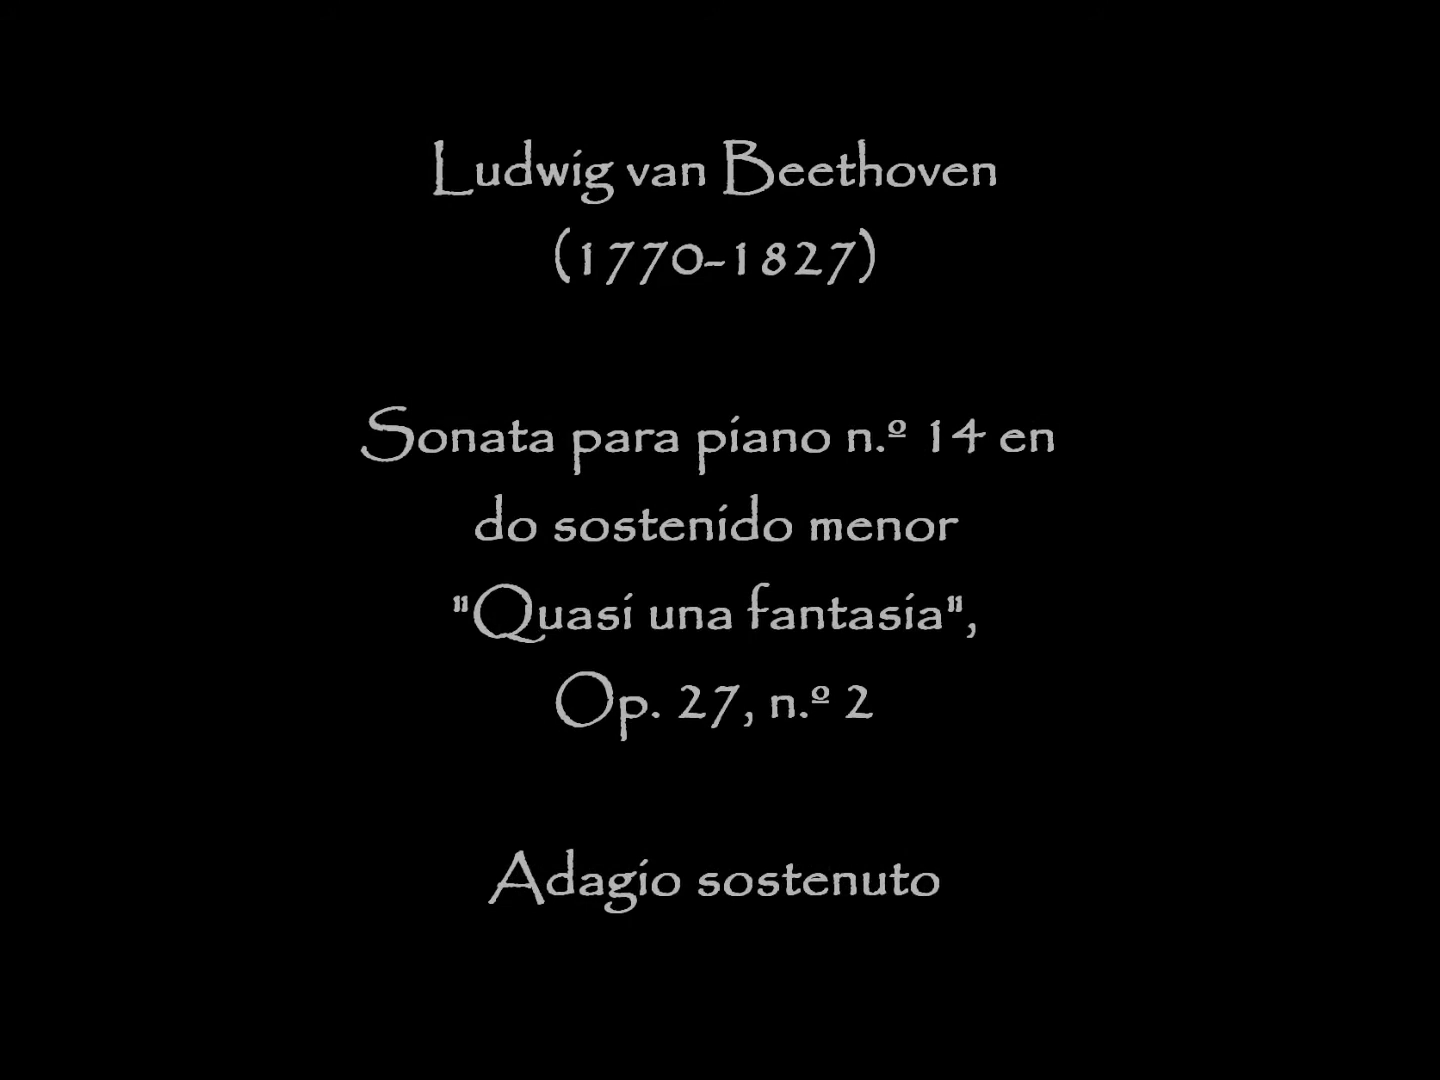 Ludwig van Beethoven
(1770-1827)
Sonata para piano n.º 14 en
do sostenido menor
"Quasi una fantasia",
Op. 27, n.º 2
Adagio sostenuto